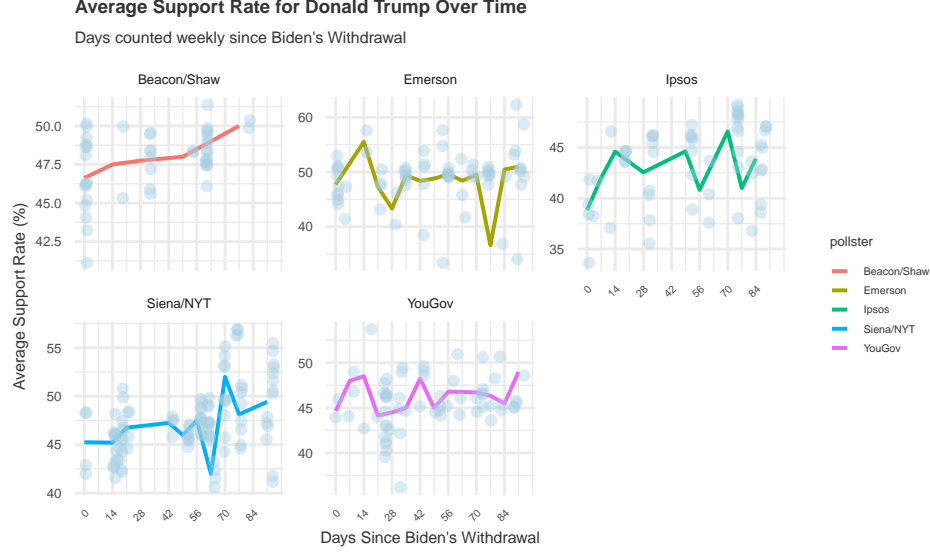 Average Support Rate for Donald Trump Over Time
Days counted weekly since Biden's Withdrawal
Beacon/Shaw
Emerson
Ipsos
50.0
47.5
45.0
42.5
60
50
40
45
40
35
0 14 28 42 56 70 84
Siena/NYT
YouGov
55
50
45
40
50
45
40
0 14 28 42 56 70 84
0 14 28 42 56 70 84
Average Support Rate (%)
Days Since Biden's Withdrawal
pollster
Beacon/Shaw
Emerson
Ipsos
Siena/NYT
YouGov